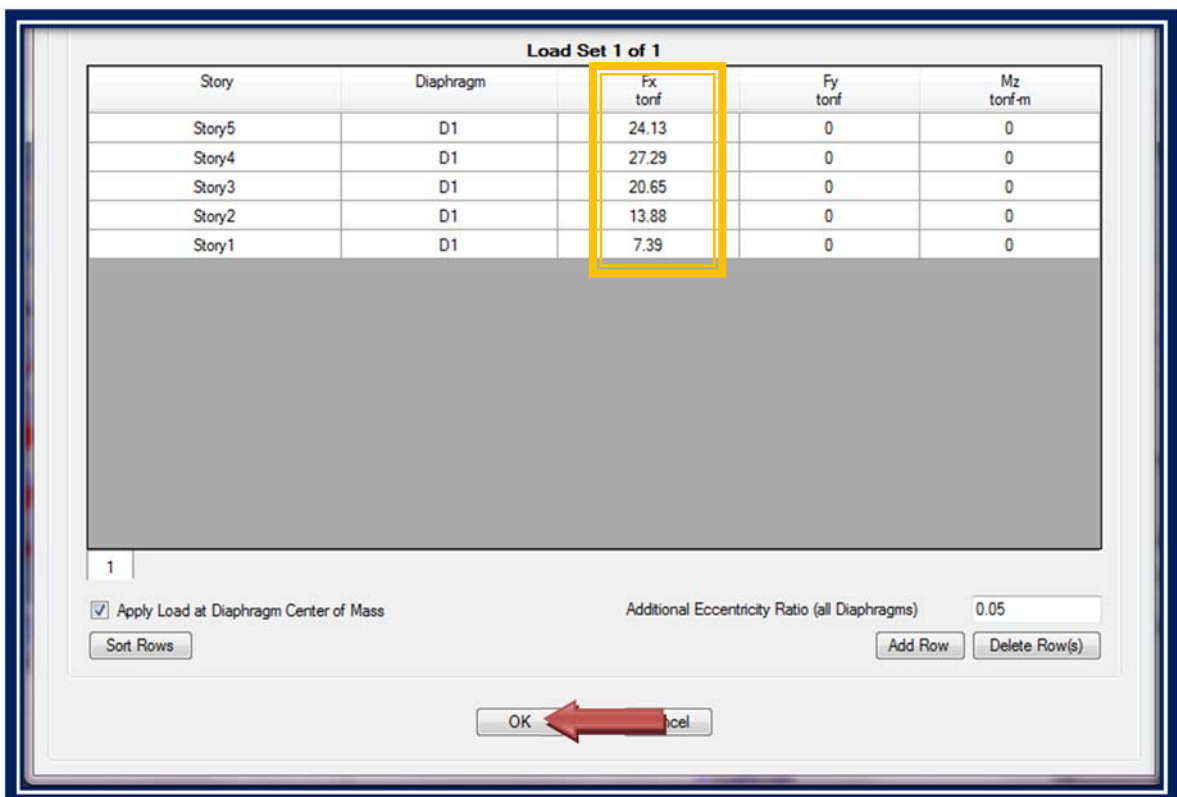 Load Set 1 of 1
Story Diaphragm Fx tonf Fy tonf Mz tonf-m
Story5 D1 24.13 0 0
Story4 D1 27.29 0 0
Story3 D1 20.65 0 0
Story2 D1 13.88 0 0
Story1 D1 7.39 0 0
1
Apply Load at Diaphragm Center of Mass Additional Eccentricity Ratio (all Diaphragms) 0.05
Sort Rows Add Row Delete Row(s)
OK